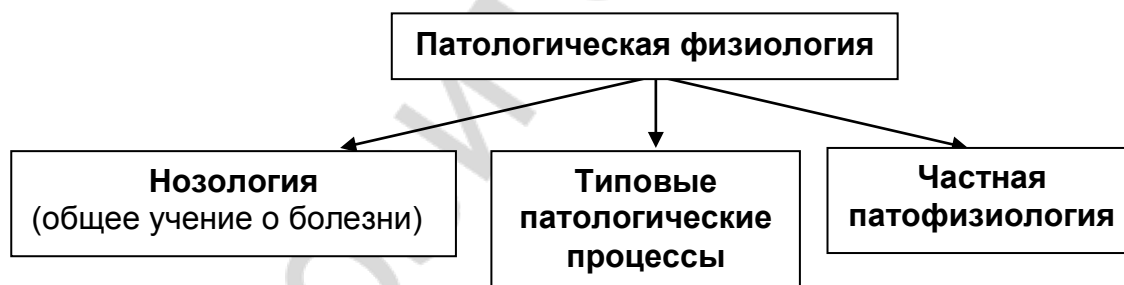 Патологическая физиология
Нозология
(общее учение о болезни)
Типовые
патологические
процессы
Частная
патофизиология